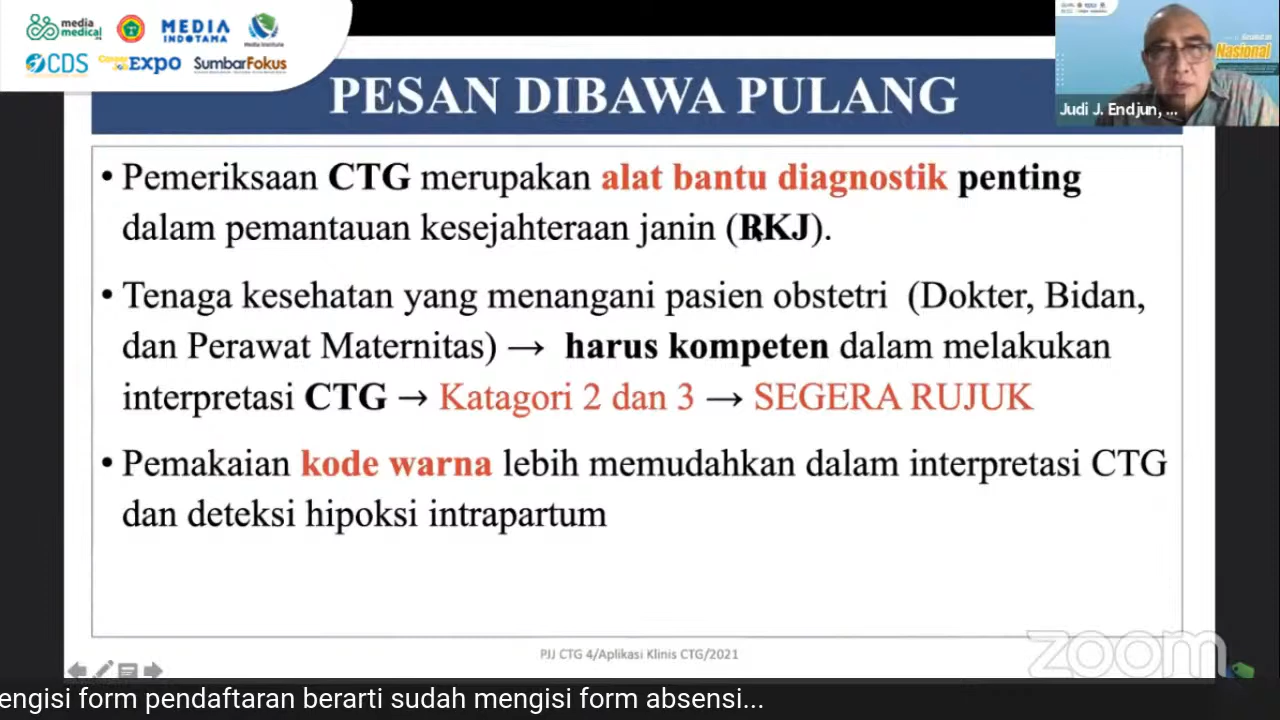 media
medical
MEDIA
INDOTAMA
Media Institute
CDS
Expo
SumbarFokus
PESAN DIBAWA PULANG
Nasional
Judi J. Endjun, ...
• Pemeriksaan CTG merupakan alat bantu diagnostik penting
dalam pemantauan kesejahteraan janin (PKJ).
• Tenaga kesehatan yang menangani pasien obstetri (Dokter, Bidan,
dan Perawat Maternitas) → harus kompeten dalam melakukan
interpretasi CTG → Katagori 2 dan 3 → SEGERA RUJUK
• Pemakaian kode warna lebih memudahkan dalam interpretasi CTG
dan deteksi hipoksi intrapartum
PJJ CTG 4/Aplikasi Klinis CTG/2021
zoom
engisi form pendaftaran berarti sudah mengisi form absensi...